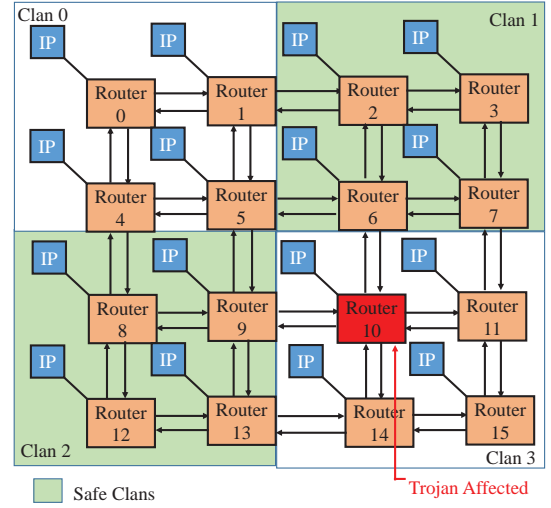 Clan 0
Clan 1
IP
IP
IP
IP
Router
0
Router
1
Router
2
Router
3
IP
IP
IP
IP
Router
4
Router
5
Router
6
Router
7
IP
IP
IP
IP
Router
8
Router
9
Router
10
Router
11
IP
IP
IP
IP
Router
12
Router
13
Router
14
Router
15
Clan 2
Clan 3
Safe Clans
Trojan Affected